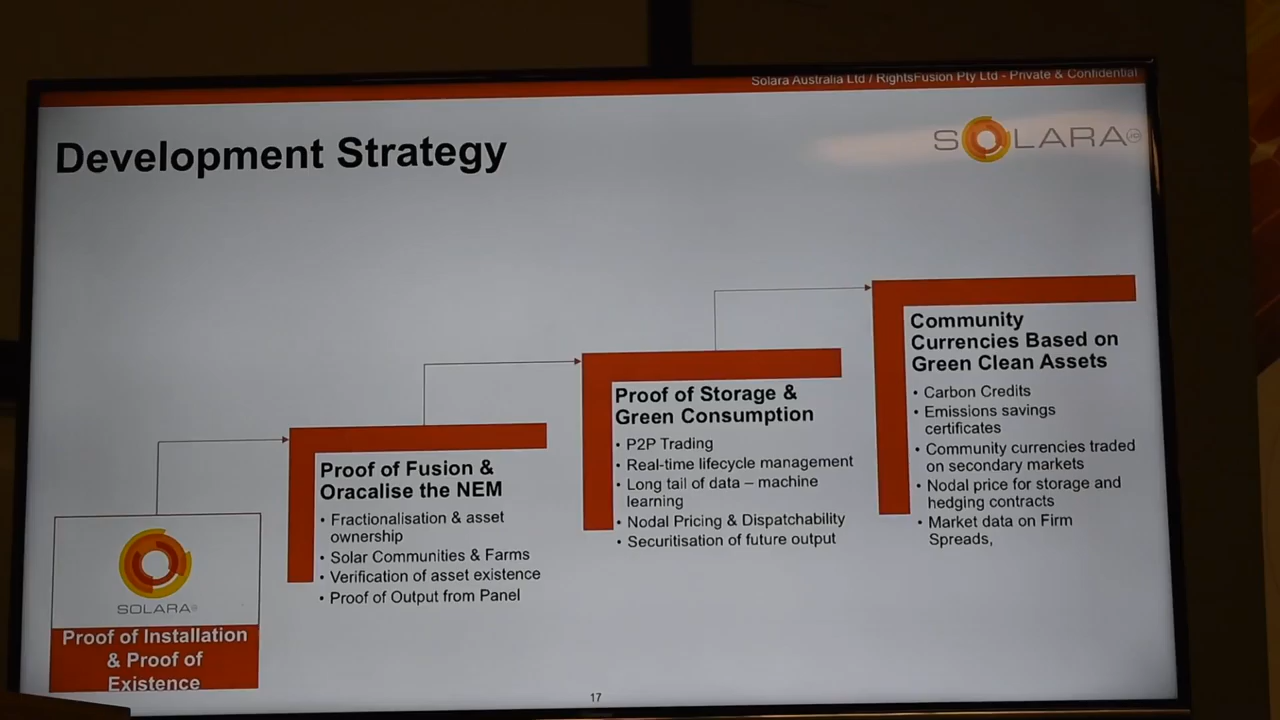 Solara Australia Ltd / RightsFusion Pty Ltd - Private & Confidential
Development Strategy
SOLARA
SOLARA
Proof of Installation
& Proof of
Existence
Proof of Fusion &
Oracalise the NEM
• Fractionalisation & asset
ownership
• Solar Communities & Farms
• Verification of asset existence
• Proof of Output from Panel
Proof of Storage &
Green Consumption
• P2P Trading
• Real-time lifecycle management
• Long tail of data – machine
learning
• Nodal Pricing & Dispatchability
• Securitisation of future output
Community
Currencies Based on
Green Clean Assets
• Carbon Credits
• Emissions savings
certificates
• Community currencies traded
on secondary markets
• Nodal price for storage and
hedging contracts
• Market data on Firm
Spreads,
17